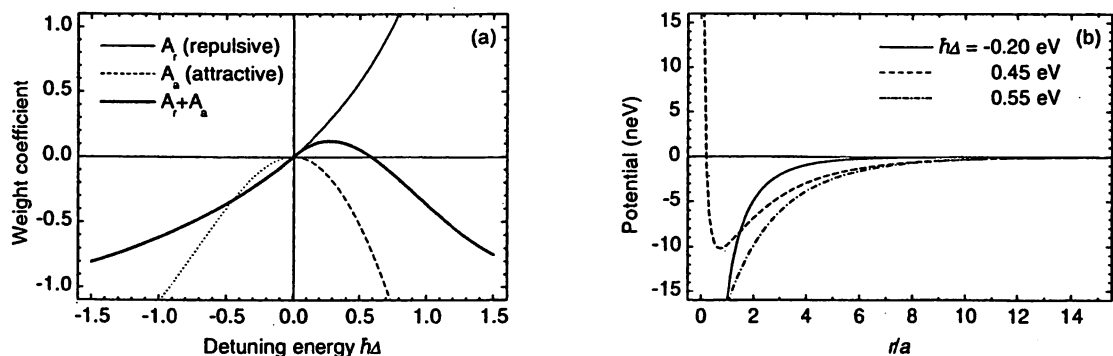 (a)
A_r (repulsive)
A_a (attractive)
A_r+A_a
1.0
0.5
0.0
-0.5
-1.0
Weight coefficient
-1.5 -1.0 -0.5 0.0 0.5 1.0 1.5
Detuning energy ħΔ
(b)
ħΔ = -0.20 eV
0.45 eV
0.55 eV
15
10
5
0
-5
-10
-15
Potential (neV)
0 2 4 6 8 10 12 14
r/a